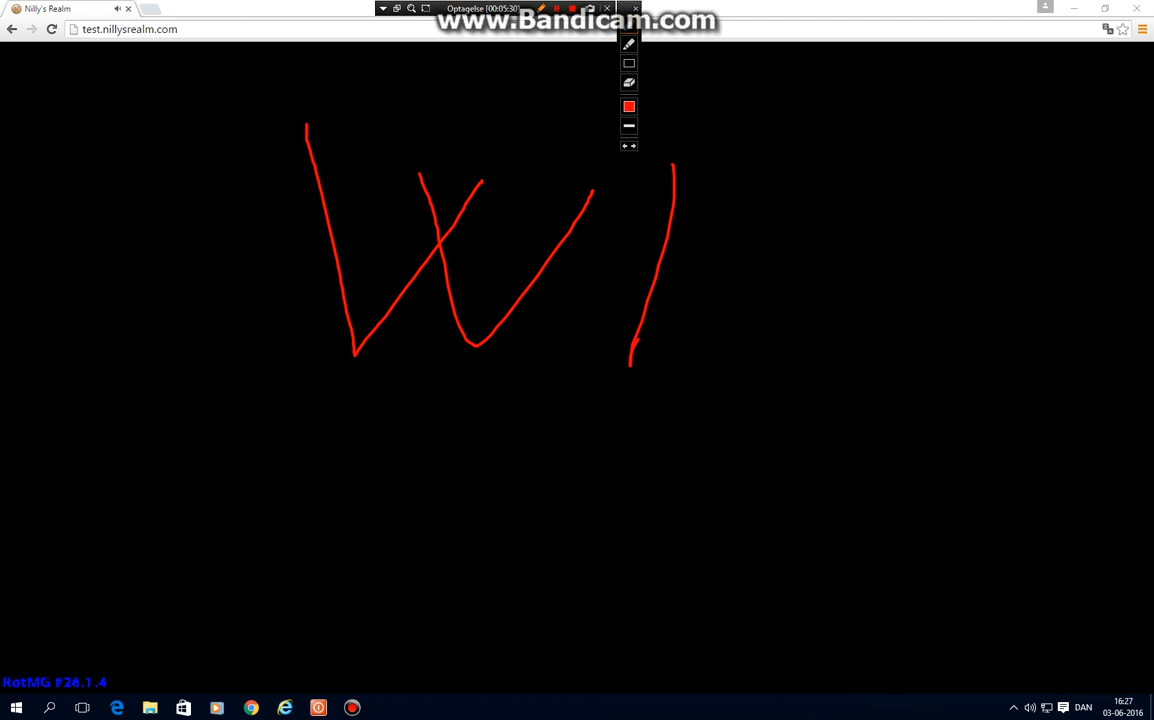 Nilly's Realm
Optagelse [00:05:30]
www.Bandicam.com
test.nillysrealm.com
WI
RotMG #26.1.4
DAN
16:27
03-06-2016